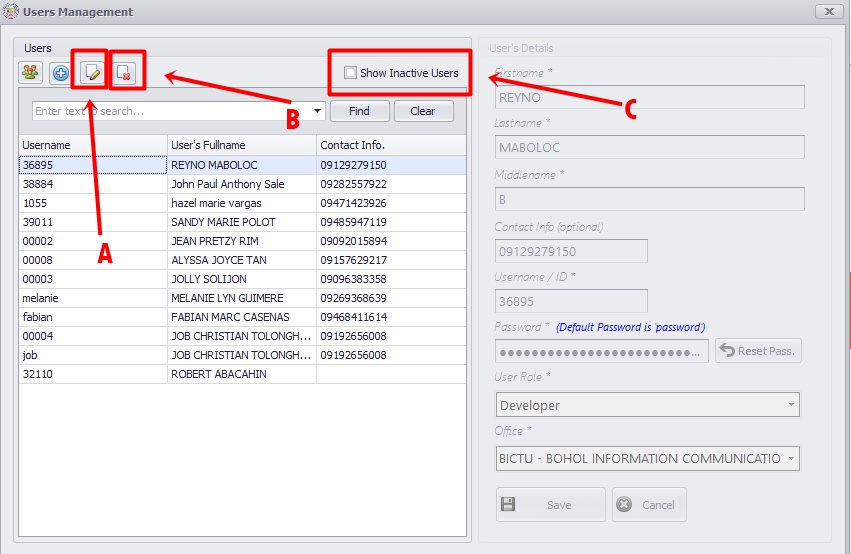 Users Management
Users
Show Inactive Users
Enter text to search...
Find
Clear
B
A
Username User's Fullname Contact Info.
36895 REYNO MABOLOC 09129279150
38884 John Paul Anthony Sale 09282557922
1055 hazel marie vargas 09471423926
39011 SANDY MARIE POLOT 09485947119
00002 JEAN PRETZY RIM 09092015894
00008 ALYSSA JOYCE TAN 09157629217
00003 JOLLY SOLIJON 09096383358
melanie MELANIE LYN GUIMERE 09269368639
fabian FABIAN MARC CASENAS 09468411614
00004 JOB CHRISTIAN TOLONGH... 09192656008
job JOB CHRISTIAN TOLONGH... 09192656008
32110 ROBERT ABACAHIN
User's Details
Firstname *
REYNO
C
Lastname *
MABOLOC
Middlename *
B
Contact Info (optional)
09129279150
Username / ID *
36895
Password * (Default Password is 'password')
Reset Pass.
User Role *
Developer
Office *
BICTU - BOHOL INFORMATION COMMUNICATIO
Save
Cancel